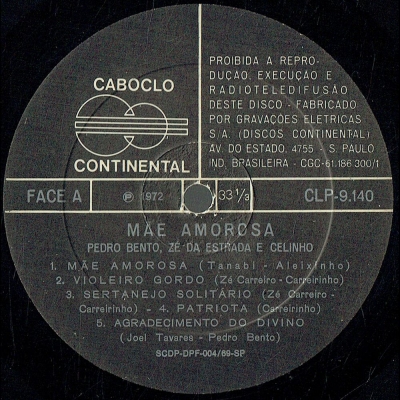 CABOCLO
CONTINENTAL
PROIBIDA A REPRO-
DUÇÃO, EXECUÇÃO E
RADIOTELEDIFUSÃO
DESTE DISCO - FABRICADO
POR GRAVAÇÕES ELETRICAS
S/A. (DISCOS CONTINENTAL)
AV. DO ESTADO, 4755 - S. PAULO
IND. BRASILEIRA - CGC-61.186.300/1
FACE A
Ⓟ 1972
33 1/3
CLP-9.140
MÃE AMOROSA
PEDRO BENTO, ZÉ DA ESTRADA E CELINHO
1. MÃE AMOROSA (Tanabi - Aleixinho)
2. VIOLEIRO GORDO (Zé Carreiro - Carreirinho)
3. SERTANEJO SOLITÁRIO (Zé Carreiro -
Carreirinho) - 4. PATRIOTA (Carreirinho)
5. AGRADECIMENTO DO DIVINO
(Joel Tavares - Pedro Bento)
SCDP-DPF-004/69-SP